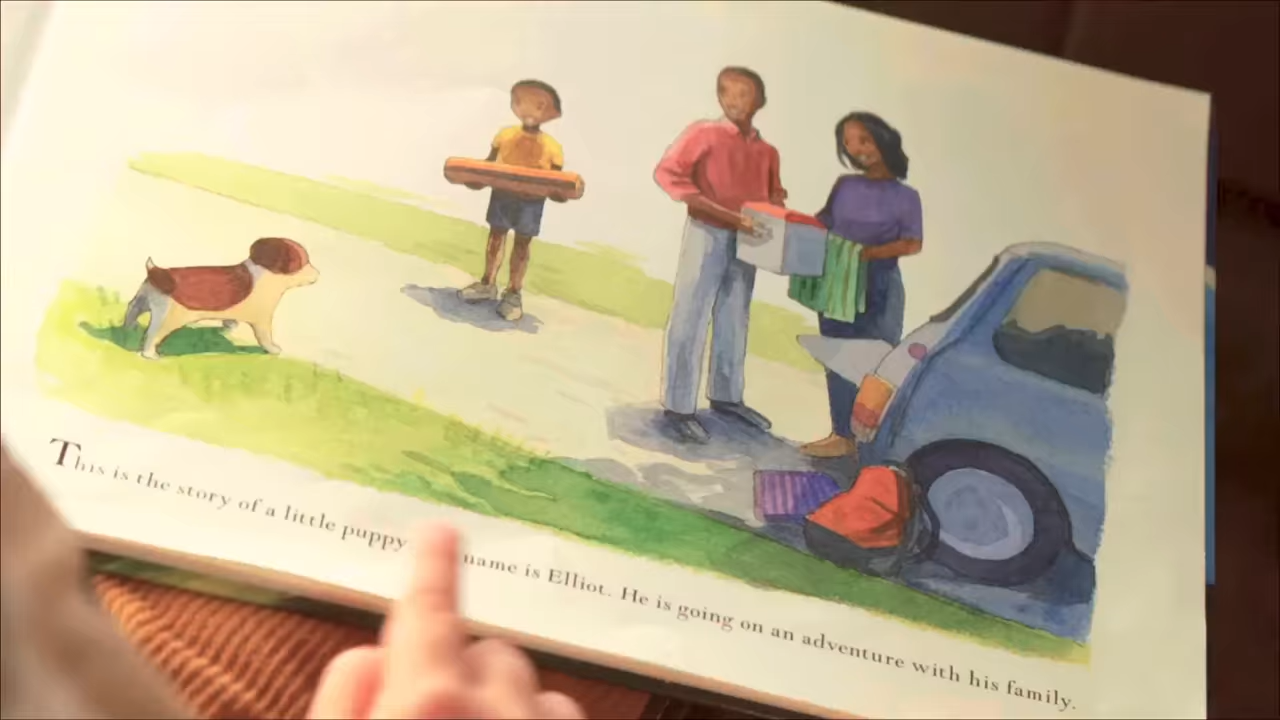 This is the story of a little puppy name is Elliot. He is going on an adventure with his family.